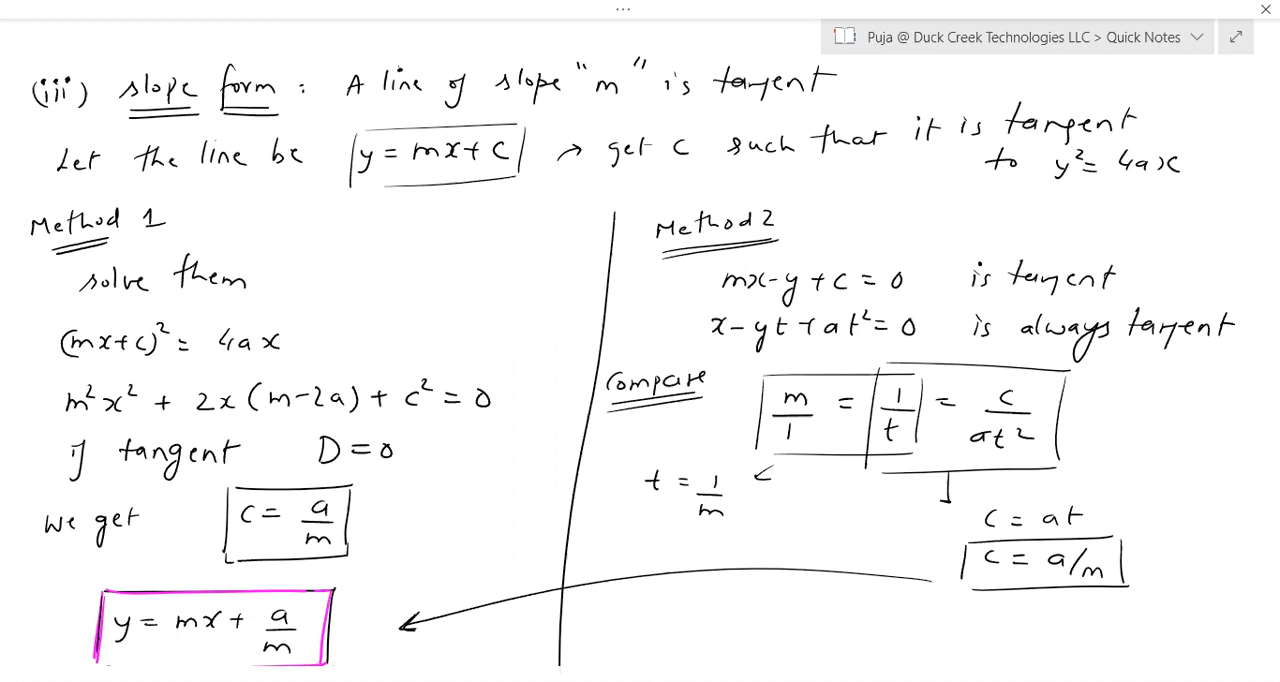 Puja @ Duck Creek Technologies LLC > Quick Notes
(iii) slope form : A line of slope "m" is tangent
Let the line be y = mx + c → get c such that it is tangent
to y² = 4ax
Method 1
solve them
(mx+c)² = 4ax
m²x² + 2x(m-2a) + c² = 0
if tangent D = 0
We get c = a/m
y = mx + a/m
Method 2
mx - y + c = 0 is tangent
x - yt + at² = 0 is always tangent
Compare m/1 = 1/t = c/at²
t = 1/m
c = at
c = a/m